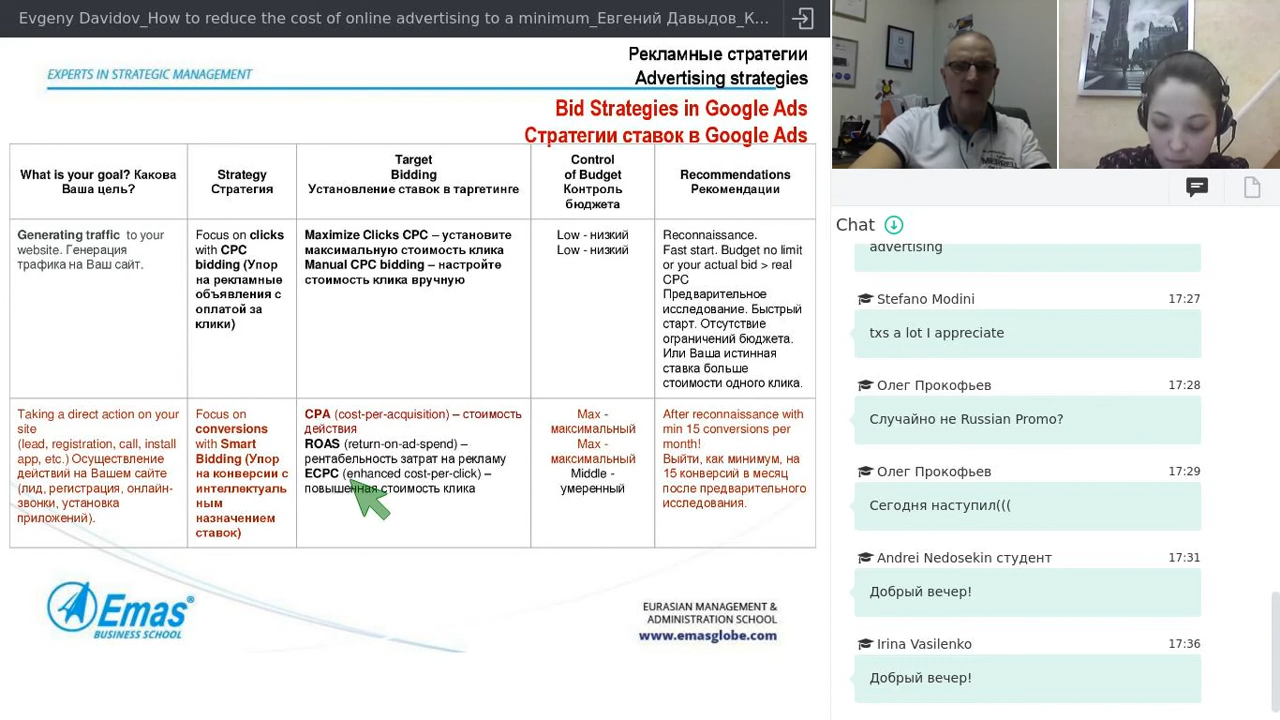 Evgeny Davidov_How to reduce the cost of online advertising to a minimum_Евгений Давыдов_К...
EXPERTS IN STRATEGIC MANAGEMENT
Рекламные стратегии
Advertising strategies
Bid Strategies in Google Ads
Стратегии ставок в Google Ads
What is your goal? Какова
Ваша цель?
Strategy
Стратегия
Target
Bidding
Установление ставок в таргетинге
Control
of Budget
Контроль
бюджета
Recommendations
Рекомендации
Generating traffic to your
website. Генерация
трафика на Ваш сайт.
Focus on clicks
with CPC
bidding (Упор
на рекламные
объявления с
оплатой за
клики)
Maximize Clicks CPC – установите
максимальную стоимость клика
Manual CPC bidding – настройте
стоимость клика вручную
Low - низкий
Low - низкий
Reconnaissance.
Fast start. Budget no limit
or your actual bid > real
CPC
Предварительное
исследование. Быстрый
старт. Отсутствие
ограничений бюджета.
Или Ваша истинная
ставка больше
стоимости одного клика.
Taking a direct action on your
site
(lead, registration, call, install
app, etc.) Осуществление
действий на Вашем сайте
(лид, регистрация, онлайн-
звонки, установка
приложений).
Focus on
conversions
with Smart
Bidding (Упор
на конверсии с
интеллектуаль
ным
назначением
ставок)
CPA (cost-per-acquisition) – стоимость
действия
ROAS (return-on-ad-spend) –
рентабельность затрат на рекламу
ECPC (enhanced cost-per-click) –
повышенная стоимость клика
Max -
максимальный
Max -
максимальный
Middle -
умеренный
After reconnaissance with
min 15 conversions per
month!
Выйти, как минимум, на
15 конверсий в месяц
после предварительного
исследования.
Emas
BUSINESS SCHOOL
EURASIAN MANAGEMENT &
ADMINISTRATION SCHOOL
www.emasglobe.com
Chat
advertising
Stefano Modini 17:27
txs a lot I appreciate
Олег Прокофьев 17:28
Случайно не Russian Promo?
Олег Прокофьев 17:29
Сегодня наступил(((
Andrei Nedosekin студент 17:31
Добрый вечер!
Irina Vasilenko 17:36
Добрый вечер!